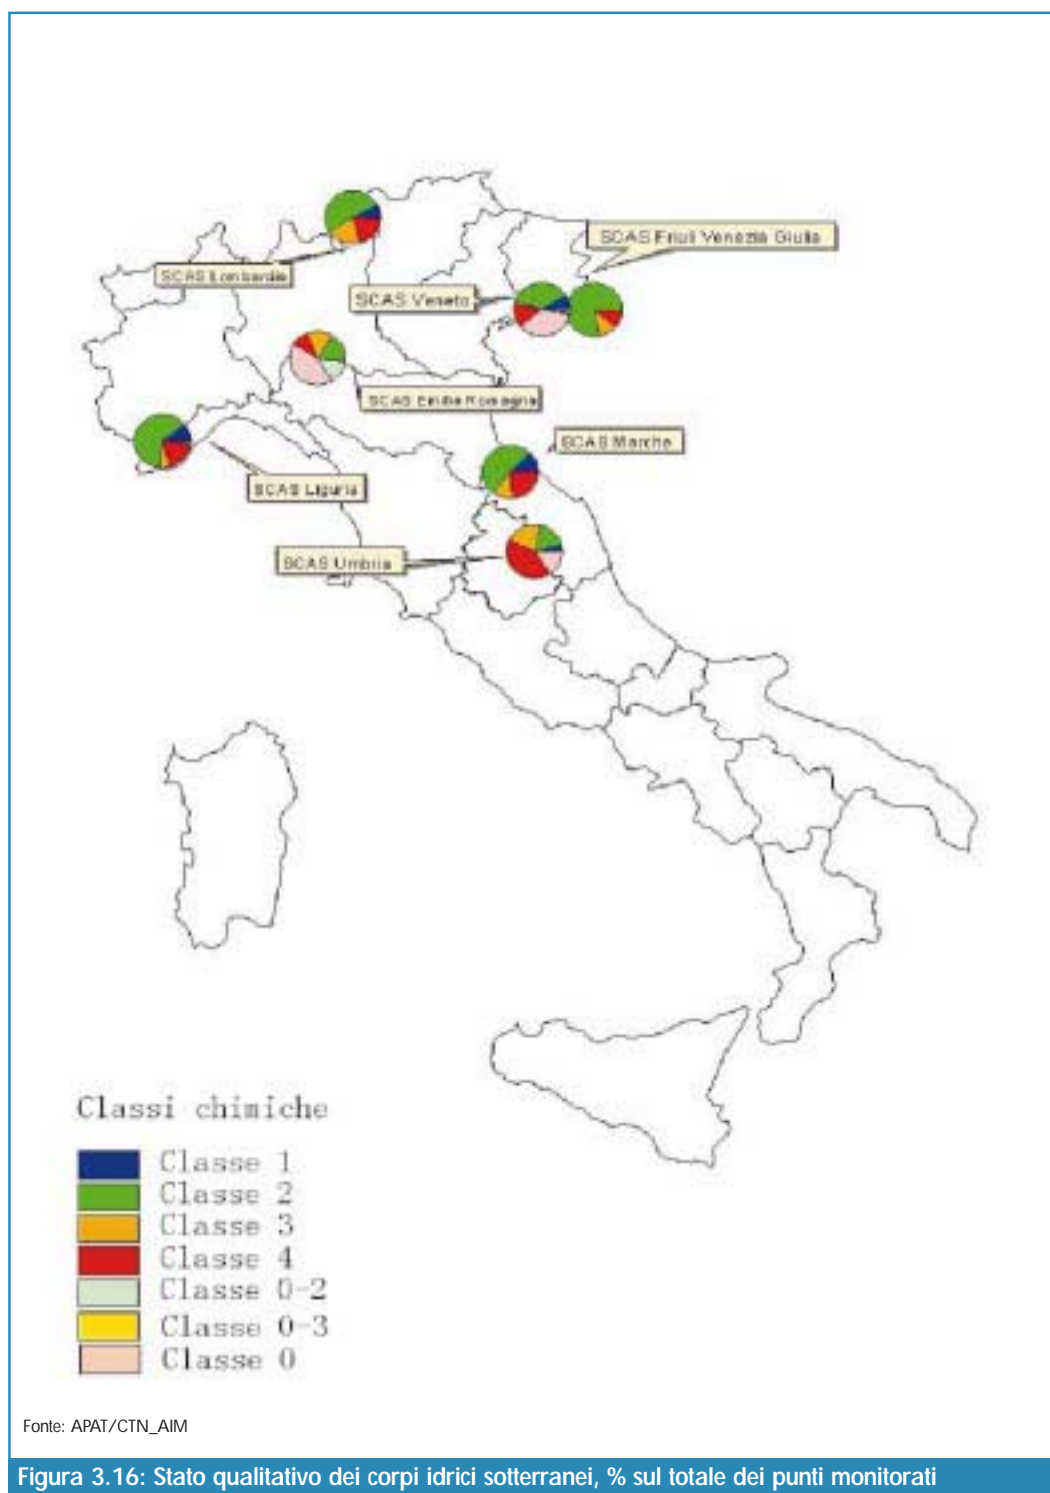 SCAS Friuli Venezia Giulia
SCAS Lombardia
SCAS Veneto
SCAS Emilia Romagna
SCAS Marche
SCAS Liguria
SCAS Umbria
Classi chimiche
Classe 1
Classe 2
Classe 3
Classe 4
Classe 0-2
Classe 0-3
Classe 0
Fonte: APAT/CTN_AIM
Figura 3.16: Stato qualitativo dei corpi idrici sotterranei, % sul totale dei punti monitorati